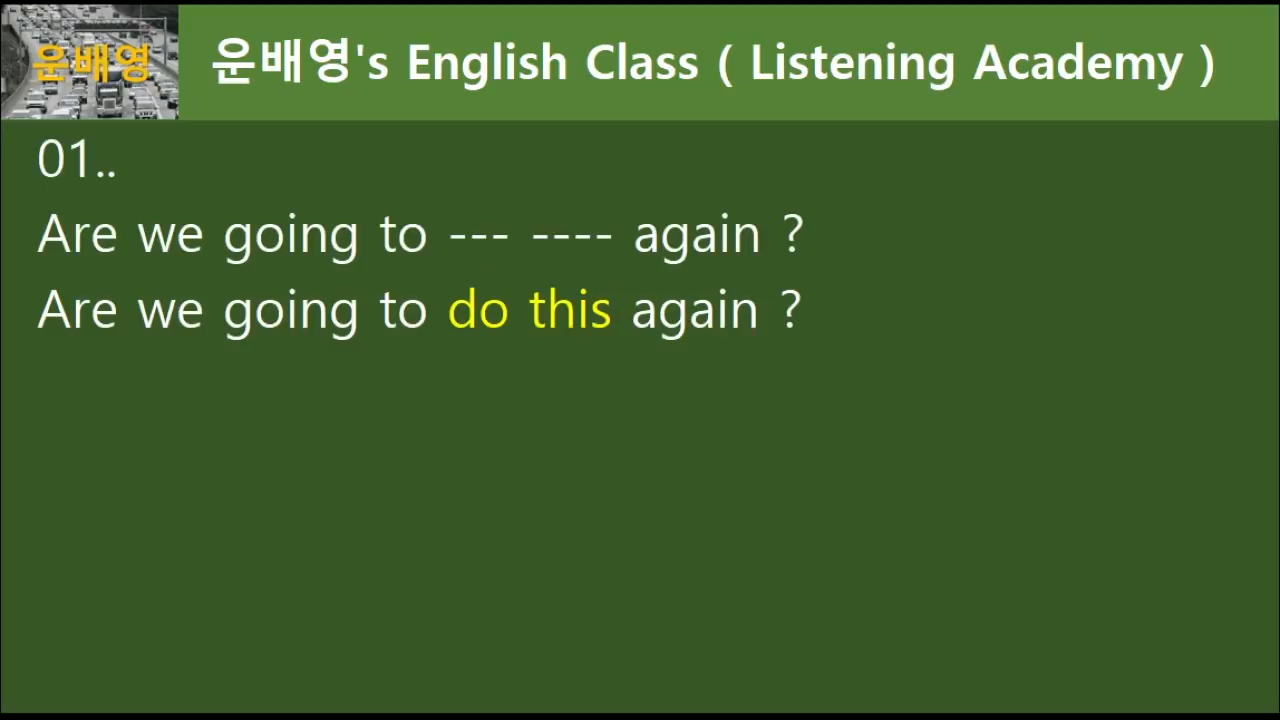 운배영
운배영's English Class ( Listening Academy )
01..
Are we going to --- ---- again ?
Are we going to do this again ?